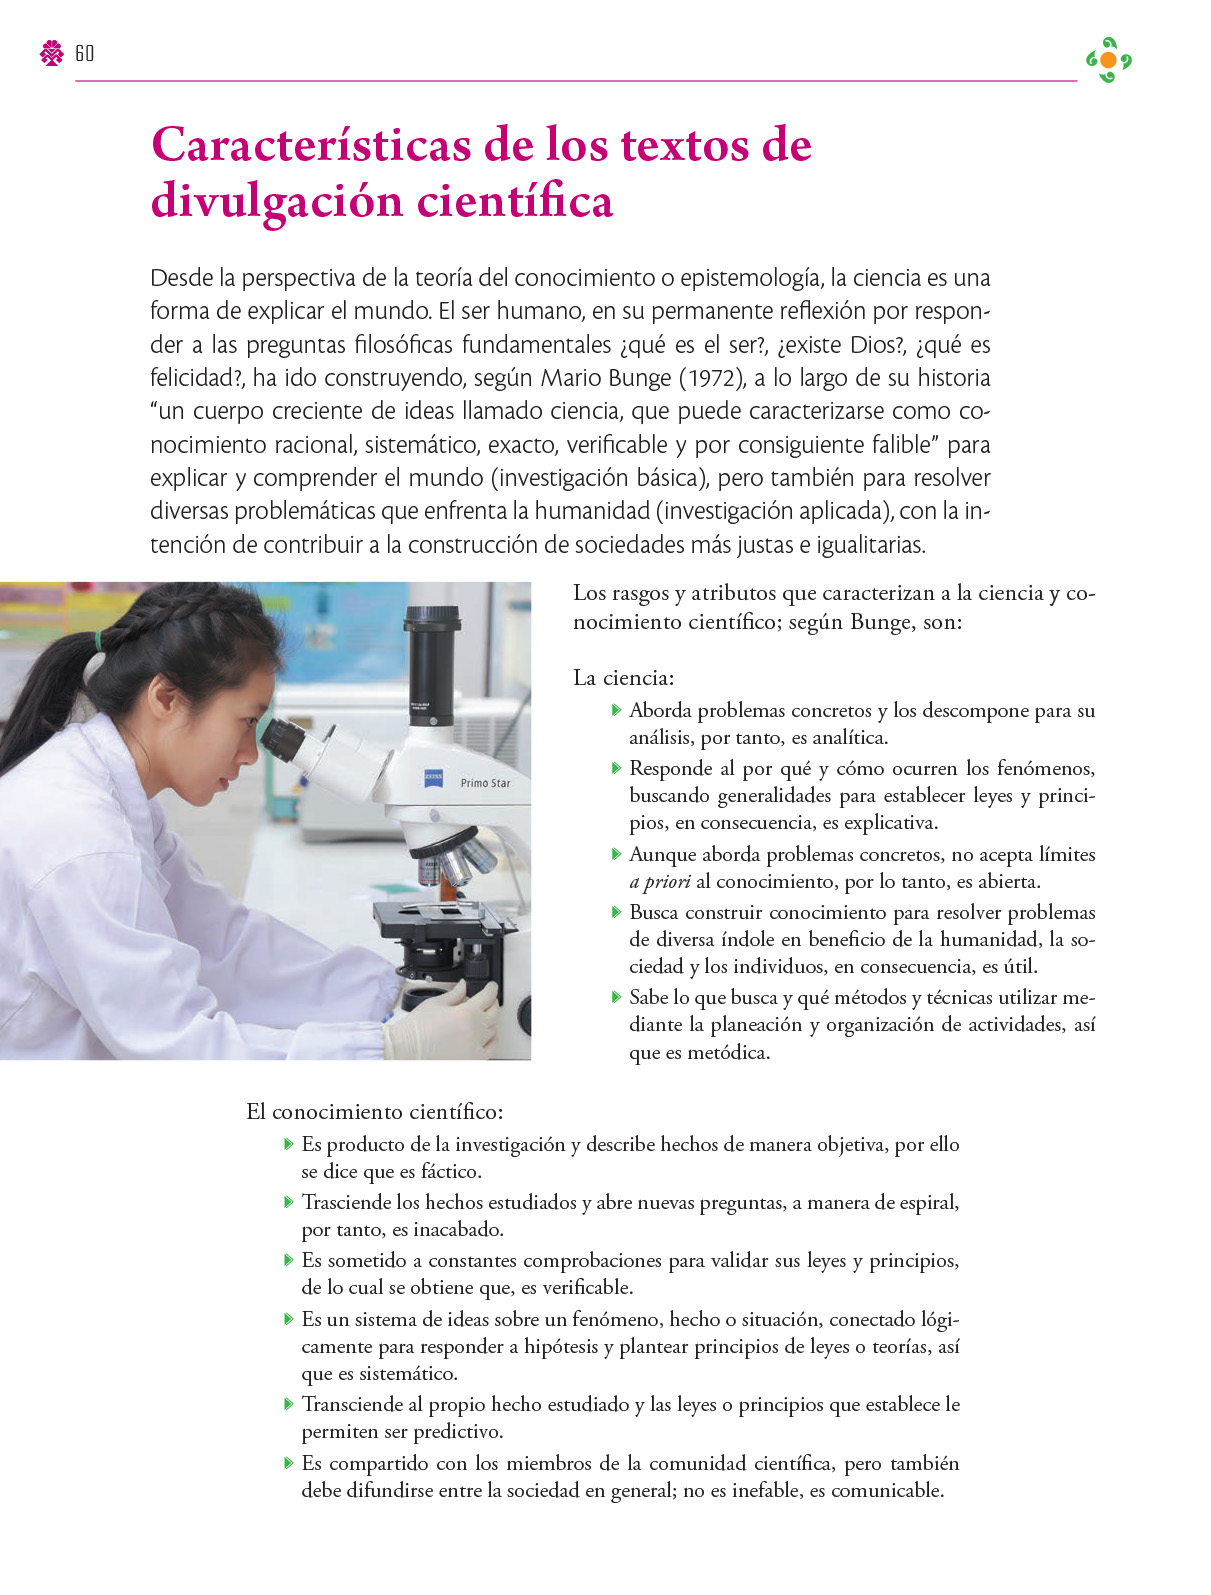 60
Características de los textos de
divulgación científica
Desde la perspectiva de la teoría del conocimiento o epistemología, la ciencia es una
forma de explicar el mundo. El ser humano, en su permanente reflexión por respon-
der a las preguntas filosóficas fundamentales ¿qué es el ser?, ¿existe Dios?, ¿qué es
felicidad?, ha ido construyendo, según Mario Bunge (1972), a lo largo de su historia
“un cuerpo creciente de ideas llamado ciencia, que puede caracterizarse como co-
nocimiento racional, sistemático, exacto, verificable y por consiguiente falible” para
explicar y comprender el mundo (investigación básica), pero también para resolver
diversas problemáticas que enfrenta la humanidad (investigación aplicada), con la in-
tención de contribuir a la construcción de sociedades más justas e igualitarias.
Los rasgos y atributos que caracterizan a la ciencia y co-
nocimiento científico; según Bunge, son:
La ciencia:
Aborda problemas concretos y los descompone para su
análisis, por tanto, es analítica.
Responde al por qué y cómo ocurren los fenómenos,
buscando generalidades para establecer leyes y princi-
pios, en consecuencia, es explicativa.
Aunque aborda problemas concretos, no acepta límites
a priori al conocimiento, por lo tanto, es abierta.
Busca construir conocimiento para resolver problemas
de diversa índole en beneficio de la humanidad, la so-
ciedad y los individuos, en consecuencia, es útil.
Sabe lo que busca y qué métodos y técnicas utilizar me-
diante la planeación y organización de actividades, así
que es metódica.
ZEISS
Primo Star
El conocimiento científico:
Es producto de la investigación y describe hechos de manera objetiva, por ello
se dice que es fáctico.
Trasciende los hechos estudiados y abre nuevas preguntas, a manera de espiral,
por tanto, es inacabado.
Es sometido a constantes comprobaciones para validar sus leyes y principios,
de lo cual se obtiene que, es verificable.
Es un sistema de ideas sobre un fenómeno, hecho o situación, conectado lógi-
camente para responder a hipótesis y plantear principios de leyes o teorías, así
que es sistemático.
Transciende al propio hecho estudiado y las leyes o principios que establece le
permiten ser predictivo.
Es compartido con los miembros de la comunidad científica, pero también
debe difundirse entre la sociedad en general; no es inefable, es comunicable.